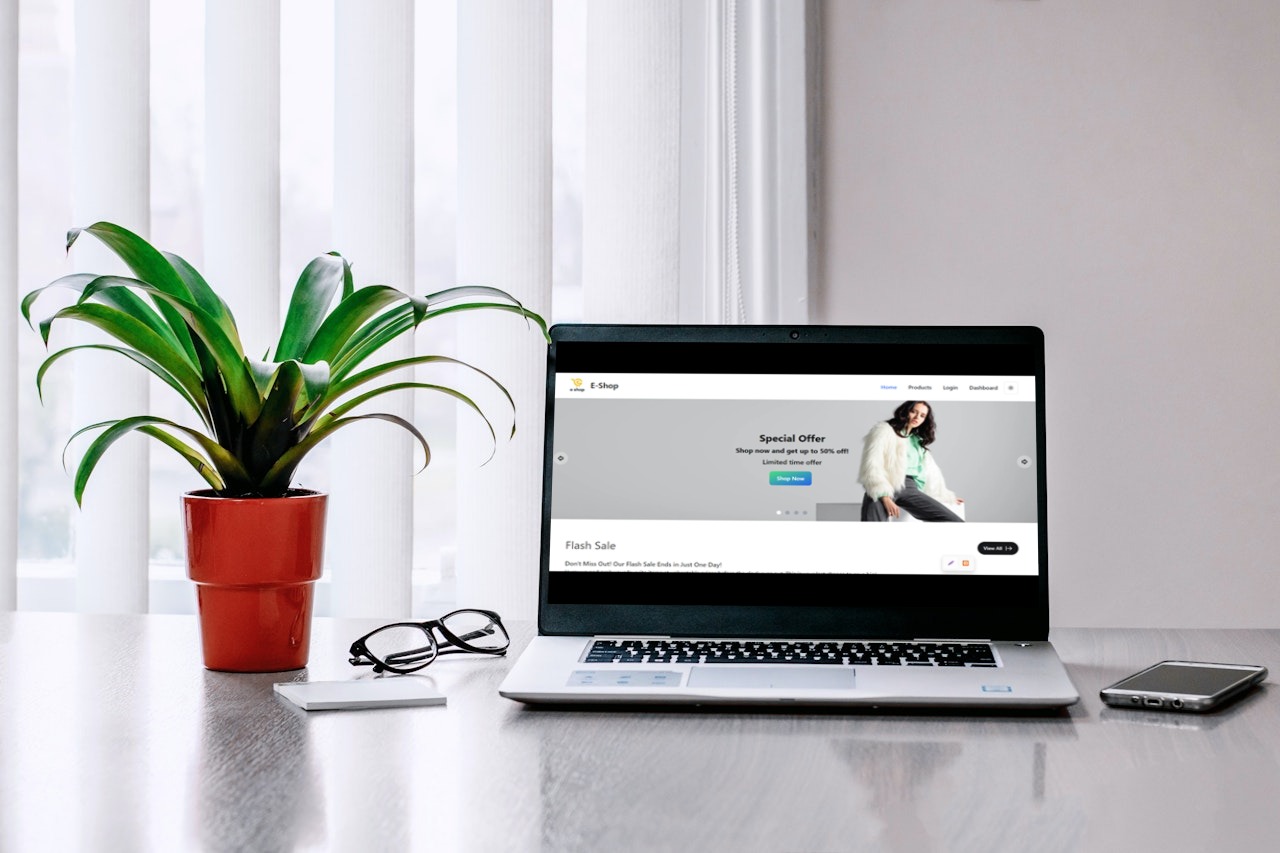 e shop
E-Shop
Home Products Login Dashboard
Special Offer
Shop now and get up to 50% off!
Limited time offer
Shop Now
Flash Sale
View All
Don't Miss Out! Our Flash Sale Ends in Just One Day!